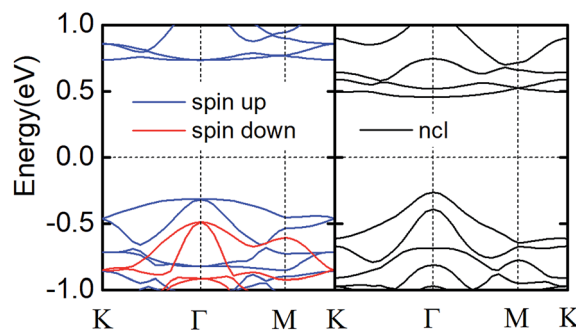 Energy(eV)
1.0
0.5
0.0
-0.5
-1.0
spin up
spin down
ncl
K Γ M K Γ M K